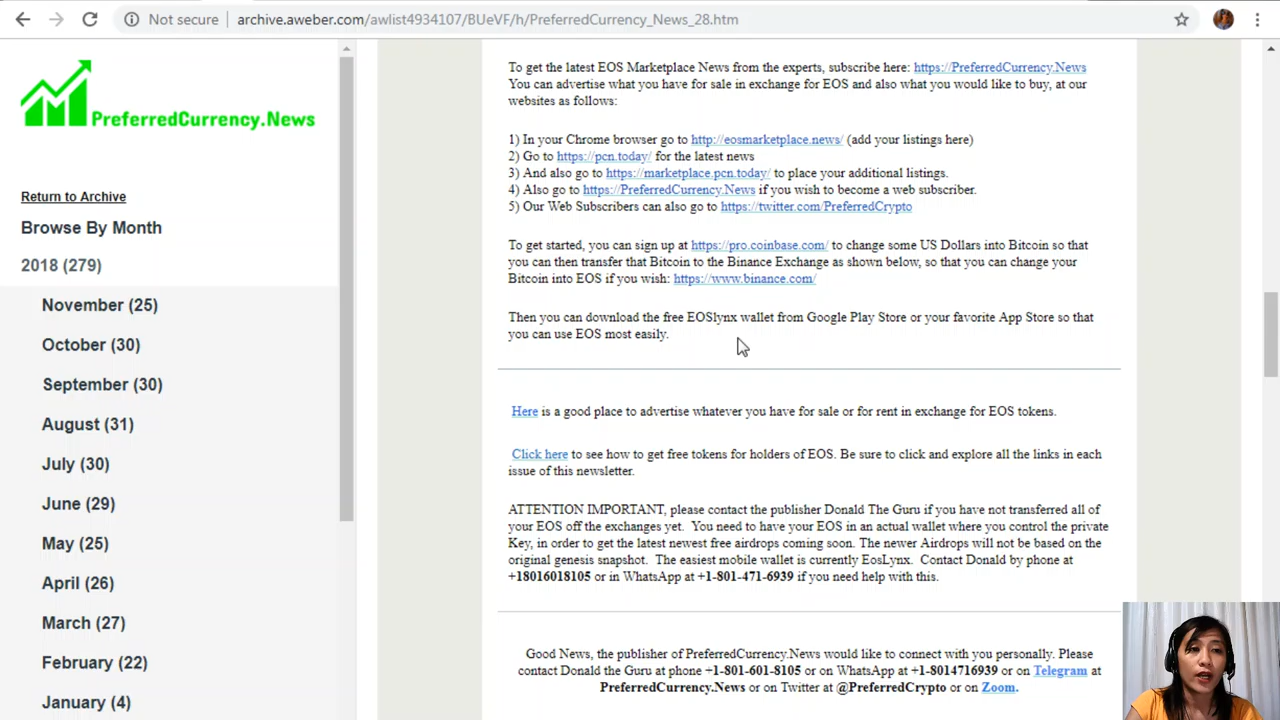 Not secure
archive.aweber.com/awlist4934107/BUeVF/h/PreferredCurrency_News_28.htm
PreferredCurrency.News
Return to Archive
Browse By Month
2018 (279)
November (25)
October (30)
September (30)
August (31)
July (30)
June (29)
May (25)
April (26)
March (27)
February (22)
January (4)
To get the latest EOS Marketplace News from the experts, subscribe here: https://PreferredCurrency.News
You can advertise what you have for sale in exchange for EOS and also what you would like to buy, at our
websites as follows:
1) In your Chrome browser go to http://eosmarketplace.news/ (add your listings here)
2) Go to https://pcn.today/ for the latest news
3) And also go to https://marketplace.pcn.today/ to place your additional listings.
4) Also go to https://PreferredCurrency.News if you wish to become a web subscriber.
5) Our Web Subscribers can also go to https://twitter.com/PreferredCrypto
To get started, you can sign up at https://pro.coinbase.com/ to change some US Dollars into Bitcoin so that
you can then transfer that Bitcoin to the Binance Exchange as shown below, so that you can change your
Bitcoin into EOS if you wish: https://www.binance.com/
Then you can download the free EOSlynx wallet from Google Play Store or your favorite App Store so that
you can use EOS most easily.
Here is a good place to advertise whatever you have for sale or for rent in exchange for EOS tokens.
Click here to see how to get free tokens for holders of EOS. Be sure to click and explore all the links in each
issue of this newsletter.
ATTENTION IMPORTANT, please contact the publisher Donald The Guru if you have not transferred all of
your EOS off the exchanges yet. You need to have your EOS in an actual wallet where you control the private
Key, in order to get the latest newest free airdrops coming soon. The newer Airdrops will not be based on the
original genesis snapshot. The easiest mobile wallet is currently EosLynx. Contact Donald by phone at
+18016018105 or in WhatsApp at +1-801-471-6939 if you need help with this.
Good News, the publisher of PreferredCurrency.News would like to connect with you personally. Please
contact Donald the Guru at phone +1-801-601-8105 or on WhatsApp at +1-8014716939 or on Telegram at
PreferredCurrency.News or on Twitter at @PreferredCrypto or on Zoom.